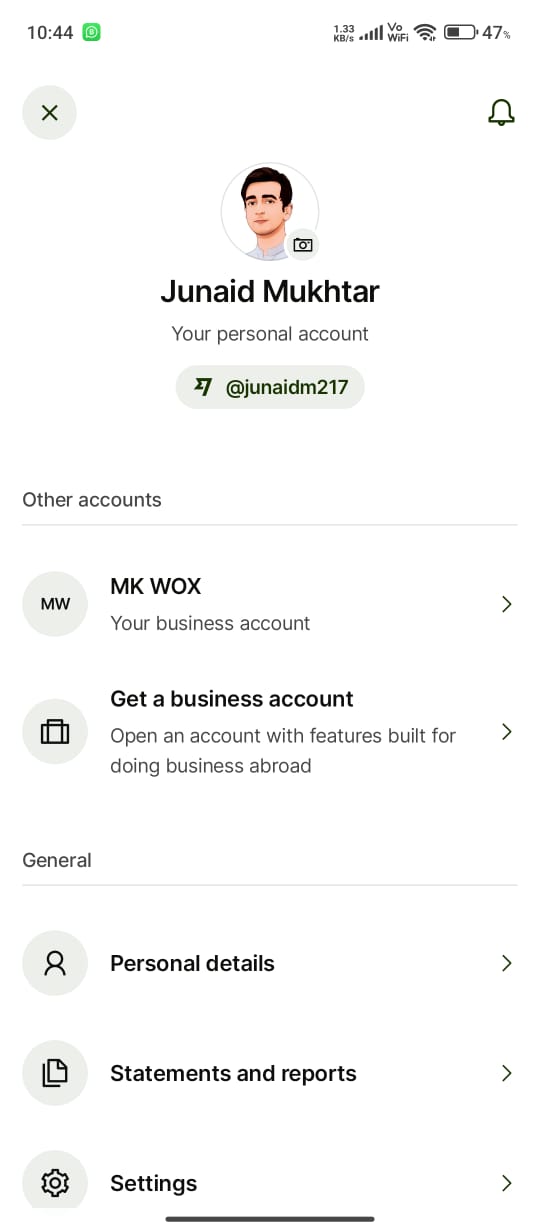 10:44
1.33
KB/s
Vo
WiFi
47%
Junaid Mukhtar
Your personal account
@junaidm217
Other accounts
MW
MK WOX
Your business account
Get a business account
Open an account with features built for
doing business abroad
General
Personal details
Statements and reports
Settings